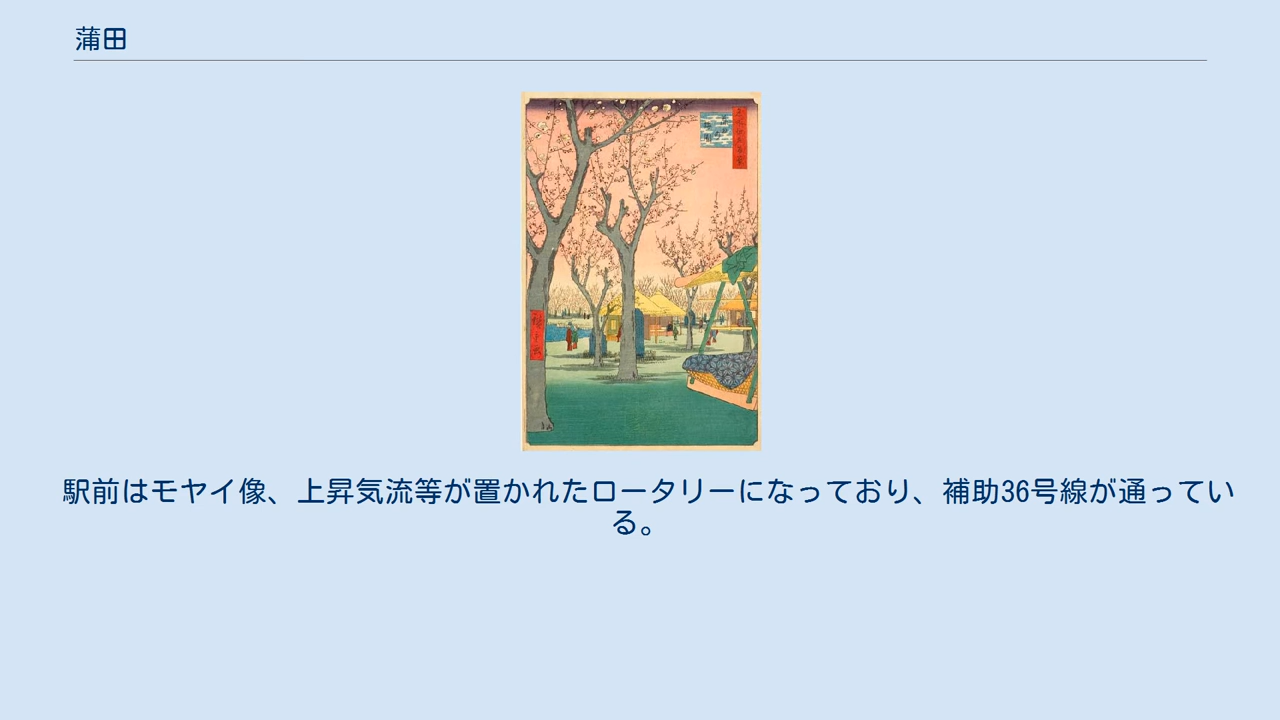 蒲田
駅前はモヤイ像、上昇気流等が置かれたロータリーになっており、補助36号線が通ってい
る。